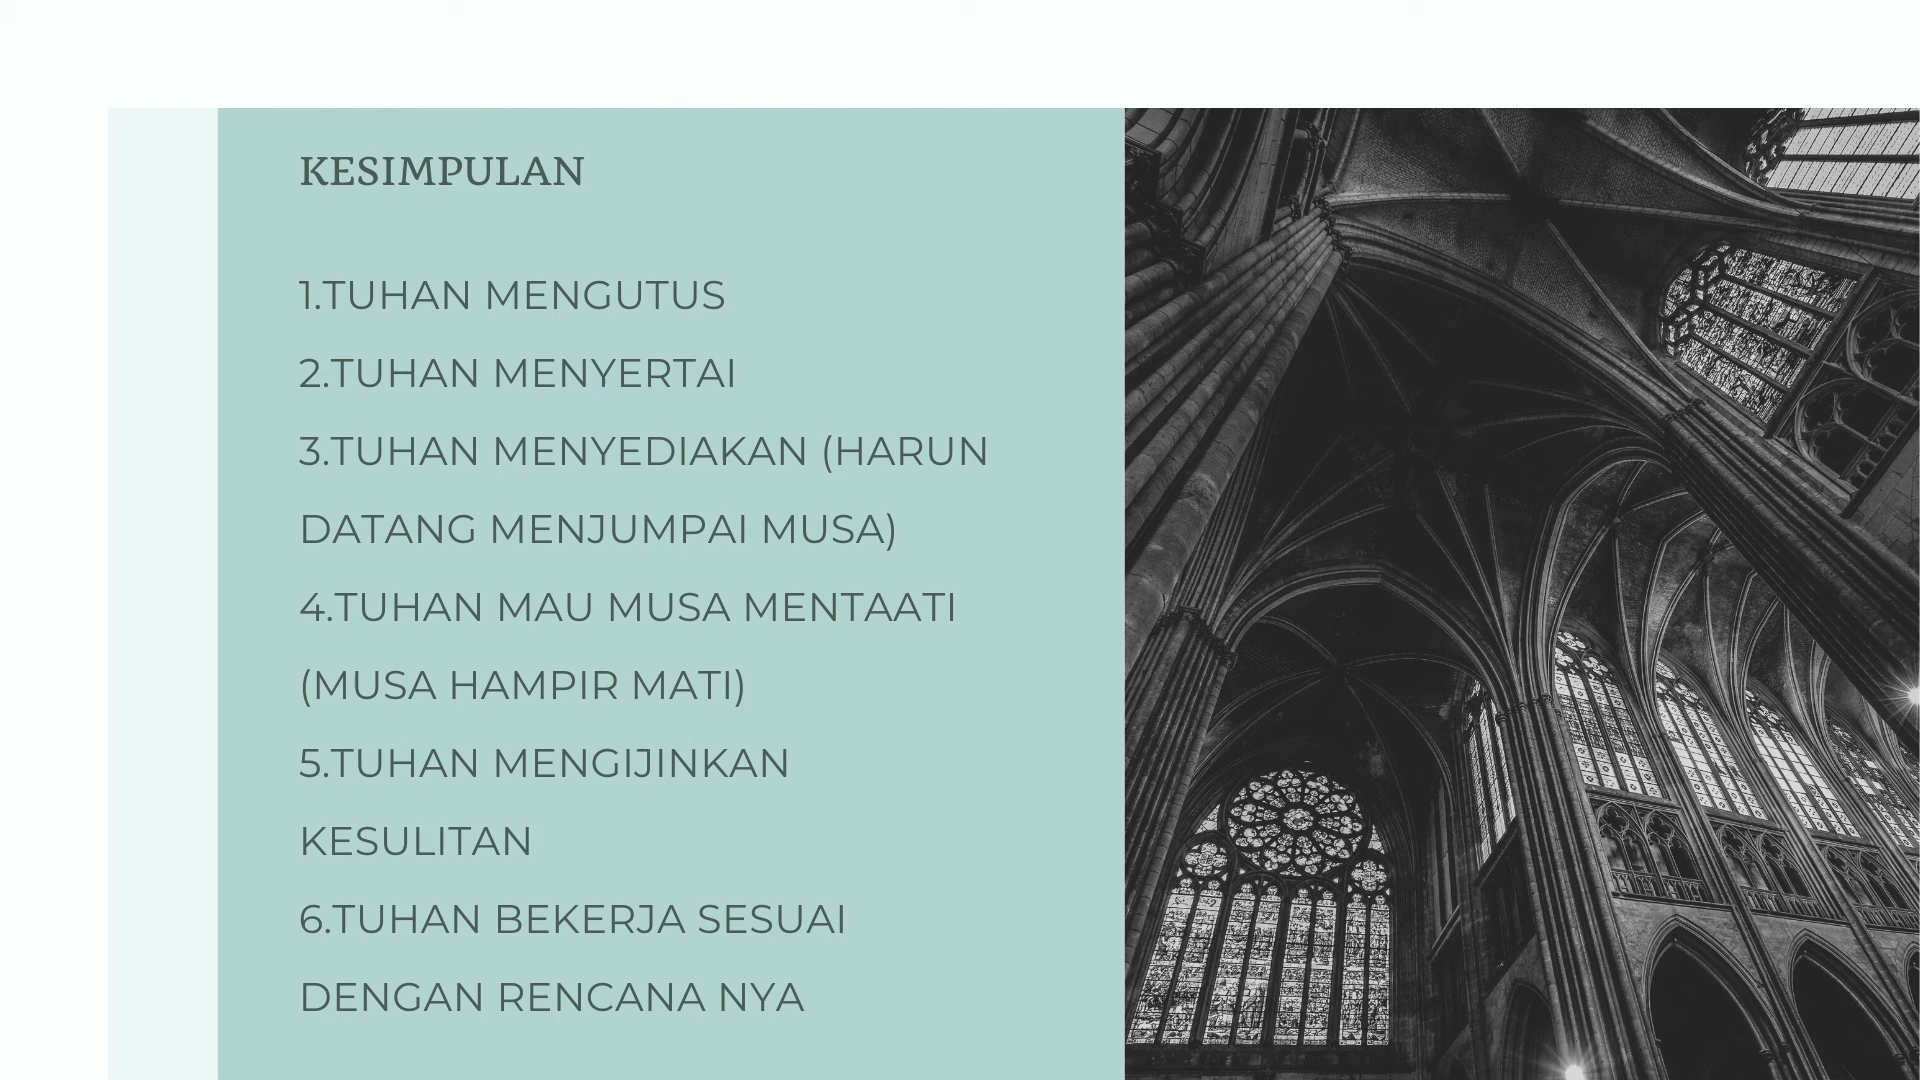 KESIMPULAN
1.TUHAN MENGUTUS
2.TUHAN MENYERTAI
3.TUHAN MENYEDIAKAN (HARUN
DATANG MENJUMPAI MUSA)
4.TUHAN MAU MUSA MENTAATI
(MUSA HAMPIR MATI)
5.TUHAN MENGIJINKAN
KESULITAN
6.TUHAN BEKERJA SESUAI
DENGAN RENCANA NYA